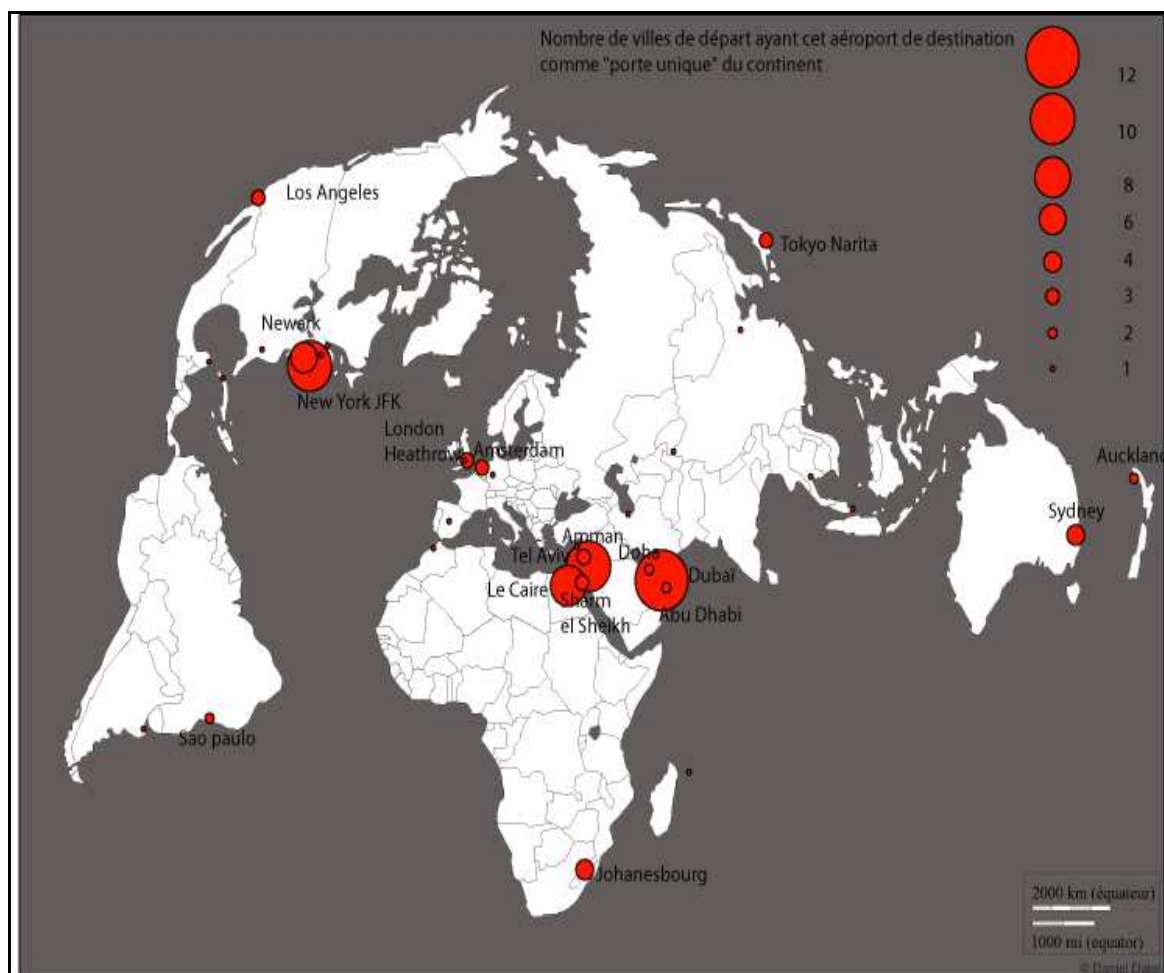 Nombre de villes de départ ayant cet aéroport de destination
comme "porte unique" du continent
12
10
8
6
4
3
2
1
Los Angeles
Tokyo Narita
Newark
New York JFK
London
Heathrow
Amsterdam
Auckland
Sydney
Amman
Tel Aviv
Doha
Dubaï
Le Caire
Sharm
el Sheikh
Abu Dhabi
Sao paulo
Johanesbourg
2000 km (équateur)
1000 mi (equator)